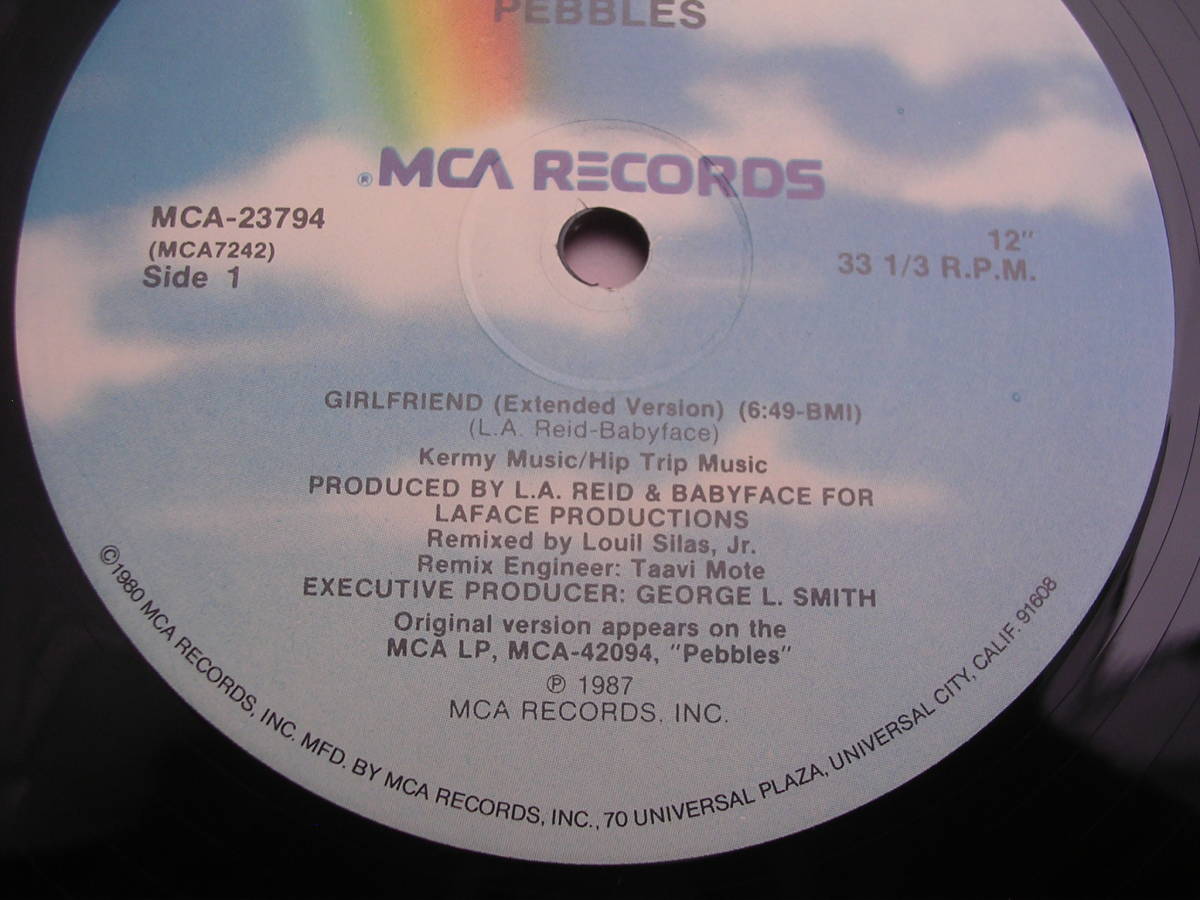 PEBBLES
®MCA RECORDS
MCA-23794
(MCA7242)
Side 1
12"
33 1/3 R.P.M.
GIRLFRIEND (Extended Version) (6:49-BMI)
(L.A. Reid-Babyface)
Kermy Music/Hip Trip Music
PRODUCED BY L.A. REID & BABYFACE FOR
LAFACE PRODUCTIONS
Remixed by Louil Silas, Jr.
Remix Engineer: Taavi Mote
EXECUTIVE PRODUCER: GEORGE L. SMITH
Original version appears on the
MCA LP, MCA-42094, "Pebbles"
℗ 1987
MCA RECORDS, INC.
©1980 MCA RECORDS, INC. MFD. BY MCA RECORDS, INC., 70 UNIVERSAL PLAZA, UNIVERSAL CITY, CALIF. 91608